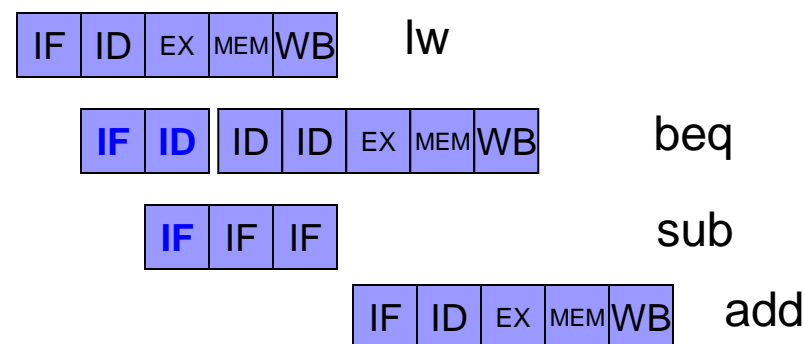 IF ID EX MEM WB lw
IF ID ID ID EX MEM WB beq
IF IF IF sub
IF ID EX MEM WB add